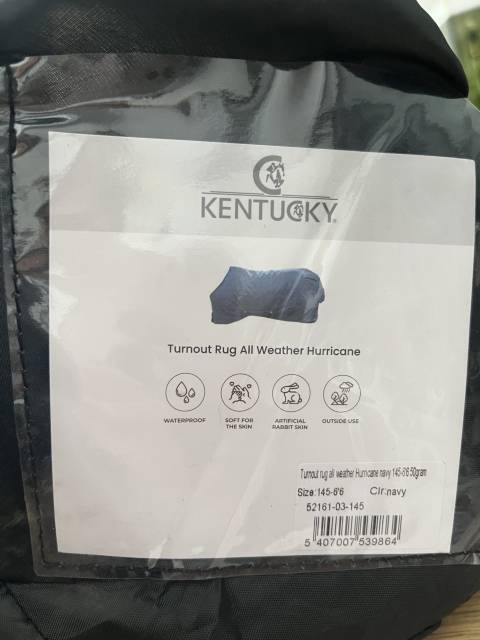 KENTUCKY
Turnout Rug All Weather Hurricane
WATERPROOF
SOFT FOR
THE SKIN
ARTIFICIAL
RABBIT SKIN
OUTSIDE USE
Turnout rug all weather Hurricane navy 145-6'6 50gram
Size:145-6'6 Clr:navy
52161-03-145
5 407007 539864